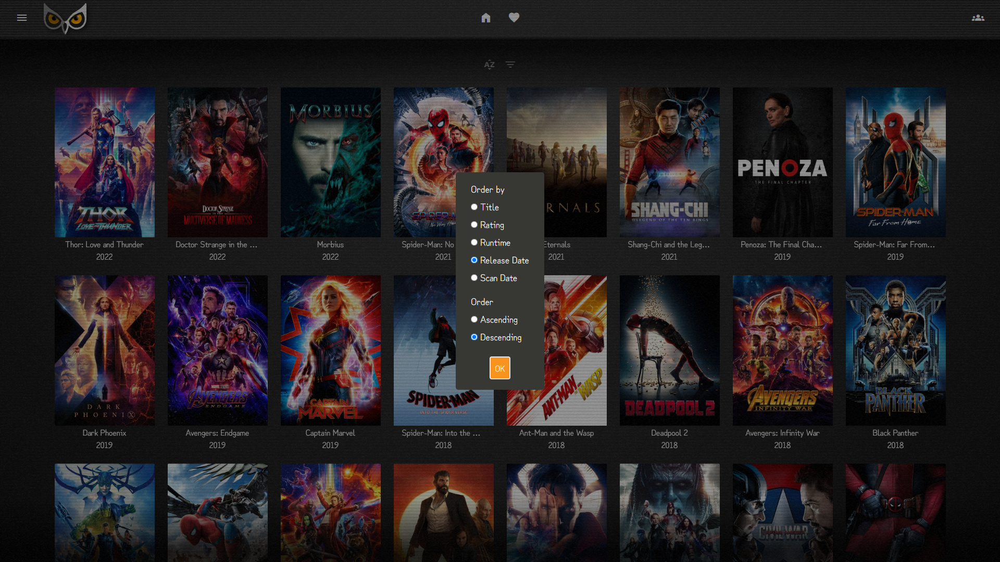 AZ
MORBIUS
DOCTOR STRANGE
IN THE
MULTIVERSE OF MADNESS
THOR
LOVE AND THUNDER
SPIDER-M
No Way Ho
RNALS
SHANG-CHI
LEGEND OF THE TEN RINGS
PENOZA
THE FINAL CHAPTER
SPIDER-MAN
Far From Home
Thor: Love and Thunder
2022
Doctor Strange in the ...
2022
Morbius
2022
Spider-Man: No
2021
Eternals
2021
Shang-Chi and the Leg...
2021
Penoza: The Final Cha...
2019
Spider-Man: Far From...
2019
Order by
Title
Rating
Runtime
Release Date
Scan Date
Order
Ascending
Descending
OK
DARK
PHOENIX
MARVEL STUDIOS
AVENGERS
ENDGAME
CAPTAIN
MARVEL
SPIDER-MAN
INTO THE SPIDER-VERSE
ANT-MAN
AND THE
WASP
DEADPOOL 2
AVENGERS
INFINITY WAR
BLACK
PANTHER
Dark Phoenix
2019
Avengers: Endgame
2019
Captain Marvel
2019
Spider-Man: Into the ...
2018
Ant-Man and the Wasp
2018
Deadpool 2
2018
Avengers: Infinity War
2018
Black Panther
2018
CIVIL WAR